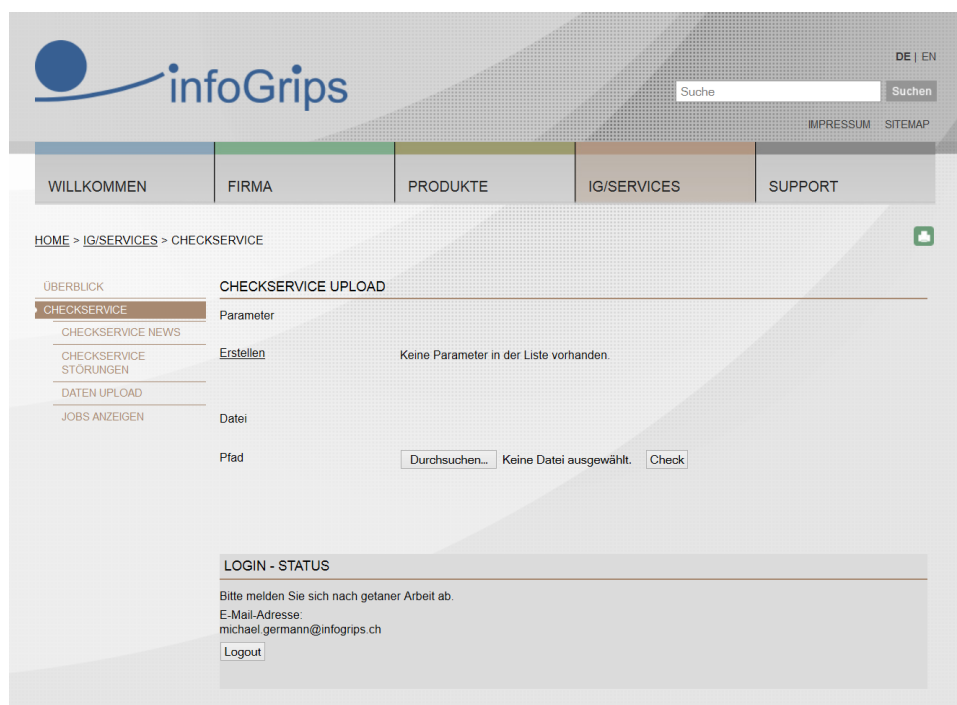 infoGrips
DE | EN
Suche
Suchen
IMPRESSUM SITEMAP
WILLKOMMEN
FIRMA
PRODUKTE
IG/SERVICES
SUPPORT
HOME > IG/SERVICES > CHECKSERVICE
ÜBERBLICK
CHECKSERVICE
CHECKSERVICE NEWS
CHECKSERVICE
STÖRUNGEN
DATEN UPLOAD
JOBS ANZEIGEN
CHECKSERVICE UPLOAD
Parameter
Erstellen
Keine Parameter in der Liste vorhanden.
Datei
Pfad
Durchsuchen... Keine Datei ausgewählt. Check
LOGIN - STATUS
Bitte melden Sie sich nach getaner Arbeit ab.
E-Mail-Adresse:
michael.germann@infogrips.ch
Logout